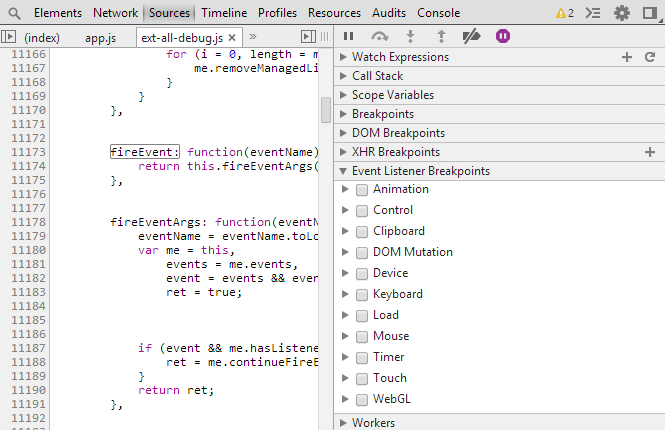 Elements Network Sources Timeline Profiles Resources Audits Console 2
(index) app.js ext-all-debug.js × »
11166 for (i = 0, length = m
11167 me.removeManagedLi
11168 }
11169 }
11170 },
11171
11172
11173 fireEvent: function(eventName)
11174 return this.fireEventArgs(
11175 },
11176
11177
11178 fireEventArgs: function(eventN
11179 eventName = eventName.toLo
11180 var me = this,
11181 events = me.events,
11182 event = events && even
11183 ret = true;
11184
11185
11186
11187 if (event && me.hasListene
11188 ret = me.continueFireE
11189 }
11190 return ret;
11191 },
11192
Watch Expressions
Call Stack
Scope Variables
Breakpoints
DOM Breakpoints
XHR Breakpoints
Event Listener Breakpoints
Animation
Control
Clipboard
DOM Mutation
Device
Keyboard
Load
Mouse
Timer
Touch
WebGL
Workers